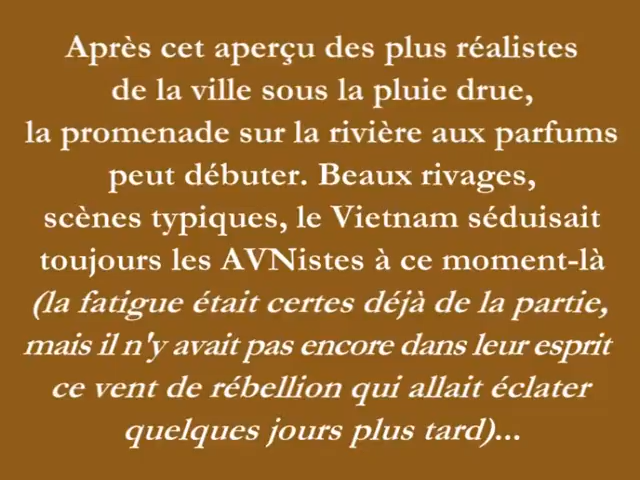 Après cet aperçu des plus réalistes
de la ville sous la pluie drue,
la promenade sur la rivière aux parfums
peut débuter. Beaux rivages,
scènes typiques, le Vietnam séduisait
toujours les AVNistes à ce moment-là
(la fatigue était certes déjà de la partie,
mais il n'y avait pas encore dans leur esprit
ce vent de rébellion qui allait éclater
quelques jours plus tard)...